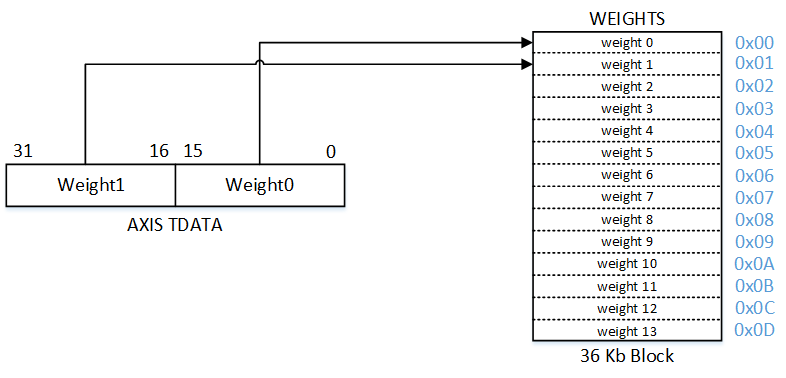 WEIGHTS
weight 0 0x00
weight 1 0x01
weight 2 0x02
weight 3 0x03
weight 4 0x04
weight 5 0x05
weight 6 0x06
weight 7 0x07
weight 8 0x08
weight 9 0x09
weight 10 0x0A
weight 11 0x0B
weight 12 0x0C
weight 13 0x0D
36 Kb Block
31 16 15 0
Weight1 Weight0
AXIS TDATA